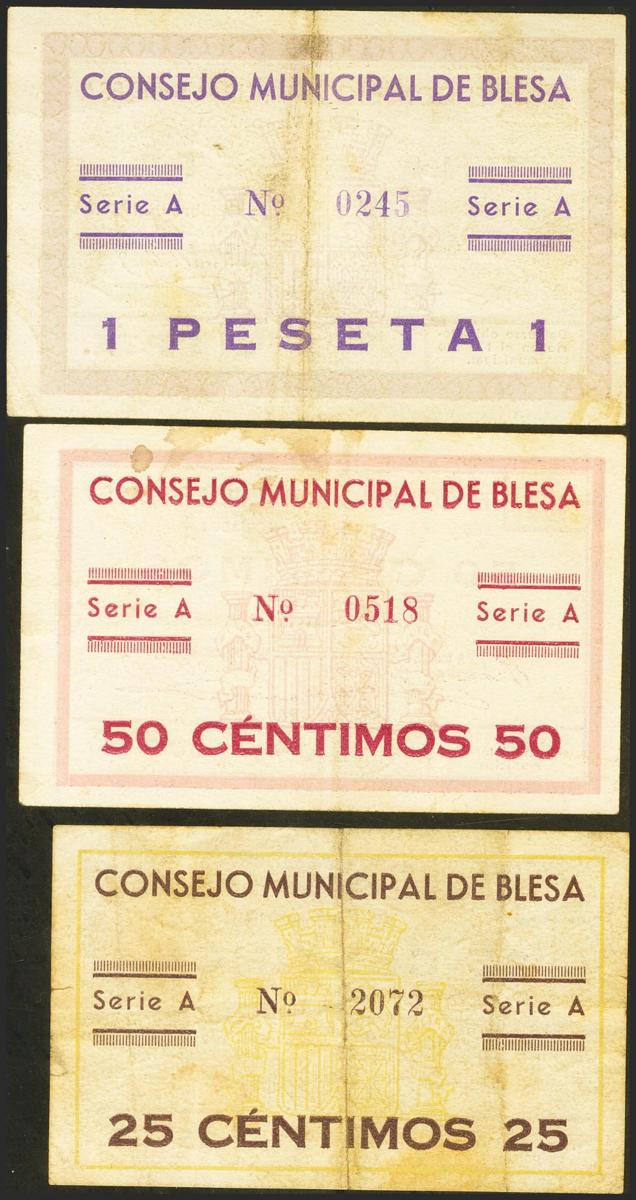 CONSEJO MUNICIPAL DE BLESA
Serie A Nº 0245 Serie A
1 PESETA 1
CONSEJO MUNICIPAL DE BLESA
Serie A Nº 0518 Serie A
50 CÉNTIMOS 50
CONSEJO MUNICIPAL DE BLESA
Serie A Nº 2072 Serie A
25 CÉNTIMOS 25